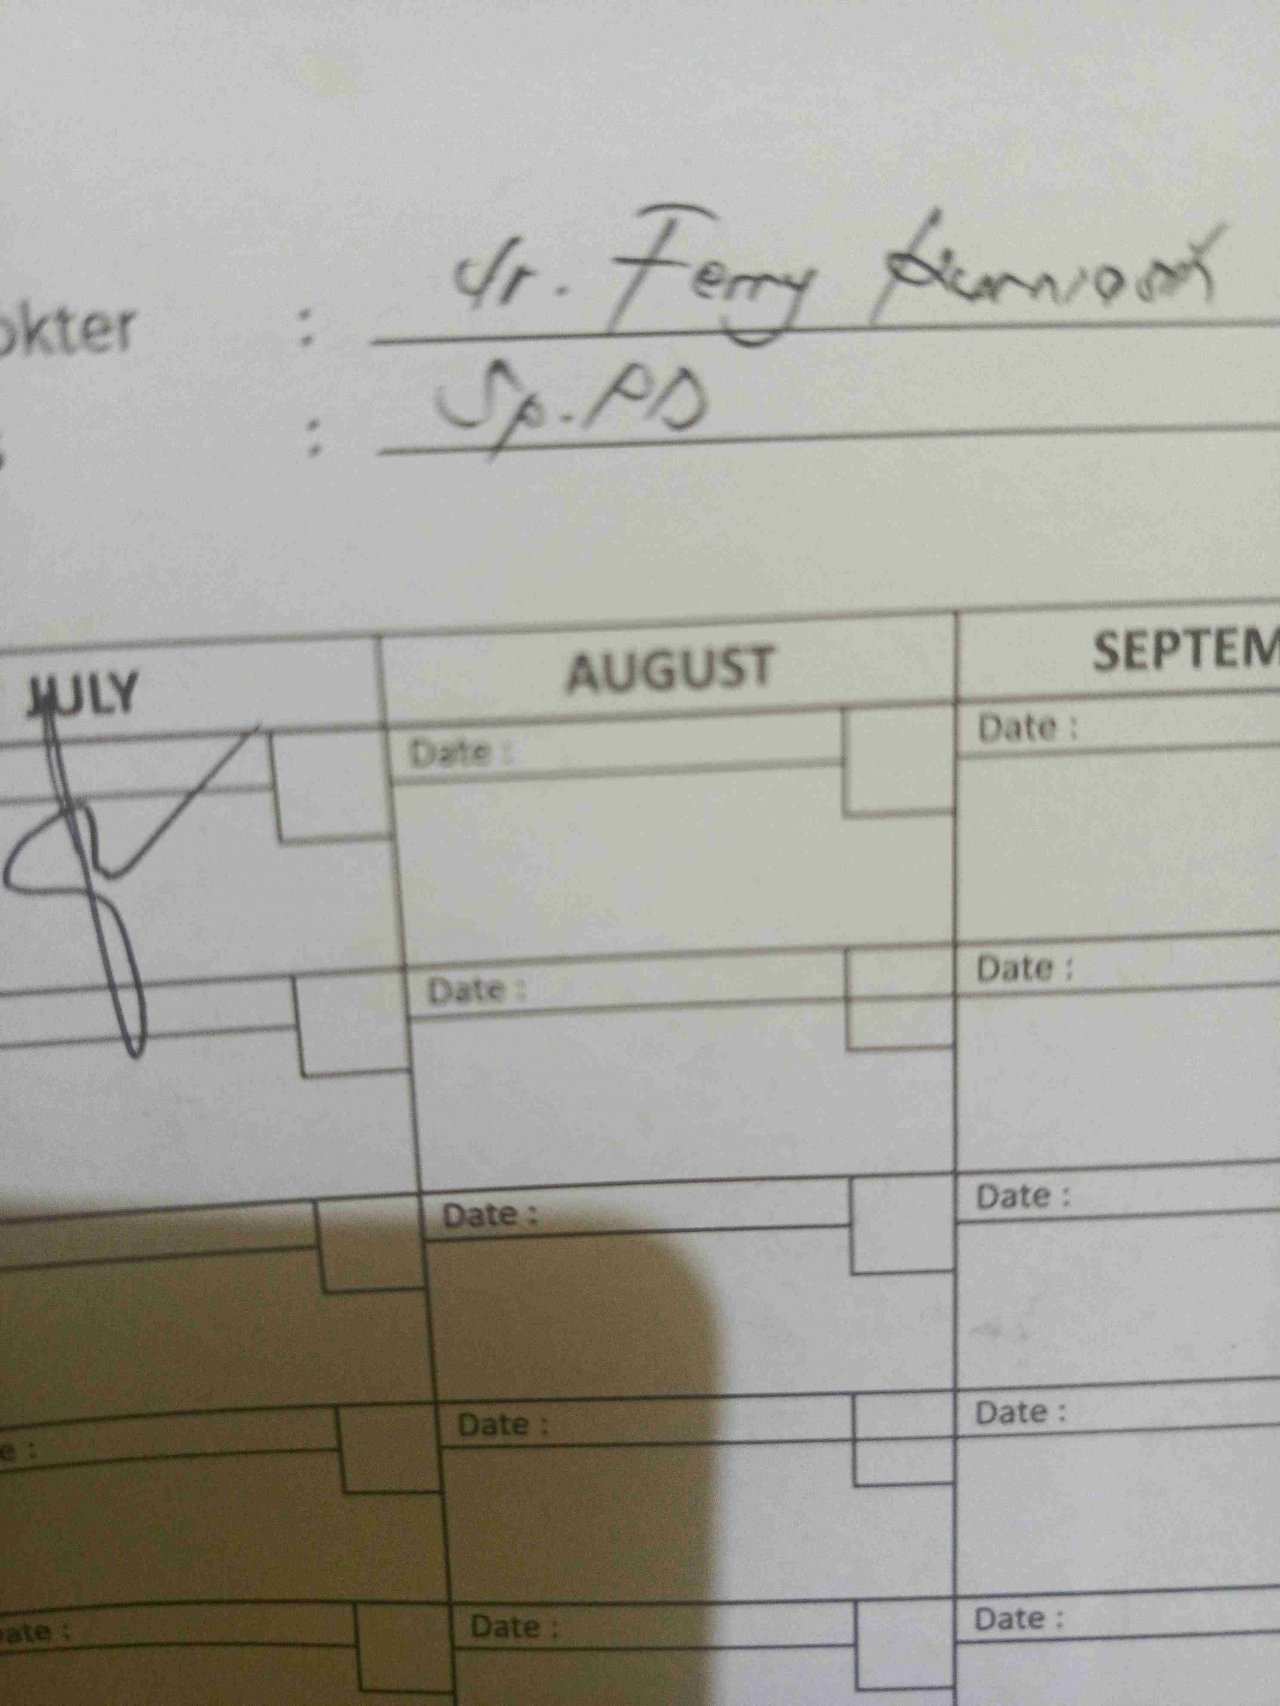 okter : dr. Ferry
: Sp.PD
JULY AUGUST SEPTEM
Date : Date :
Date : Date :
Date : Date :
e : Date : Date :
ate : Date : Date :